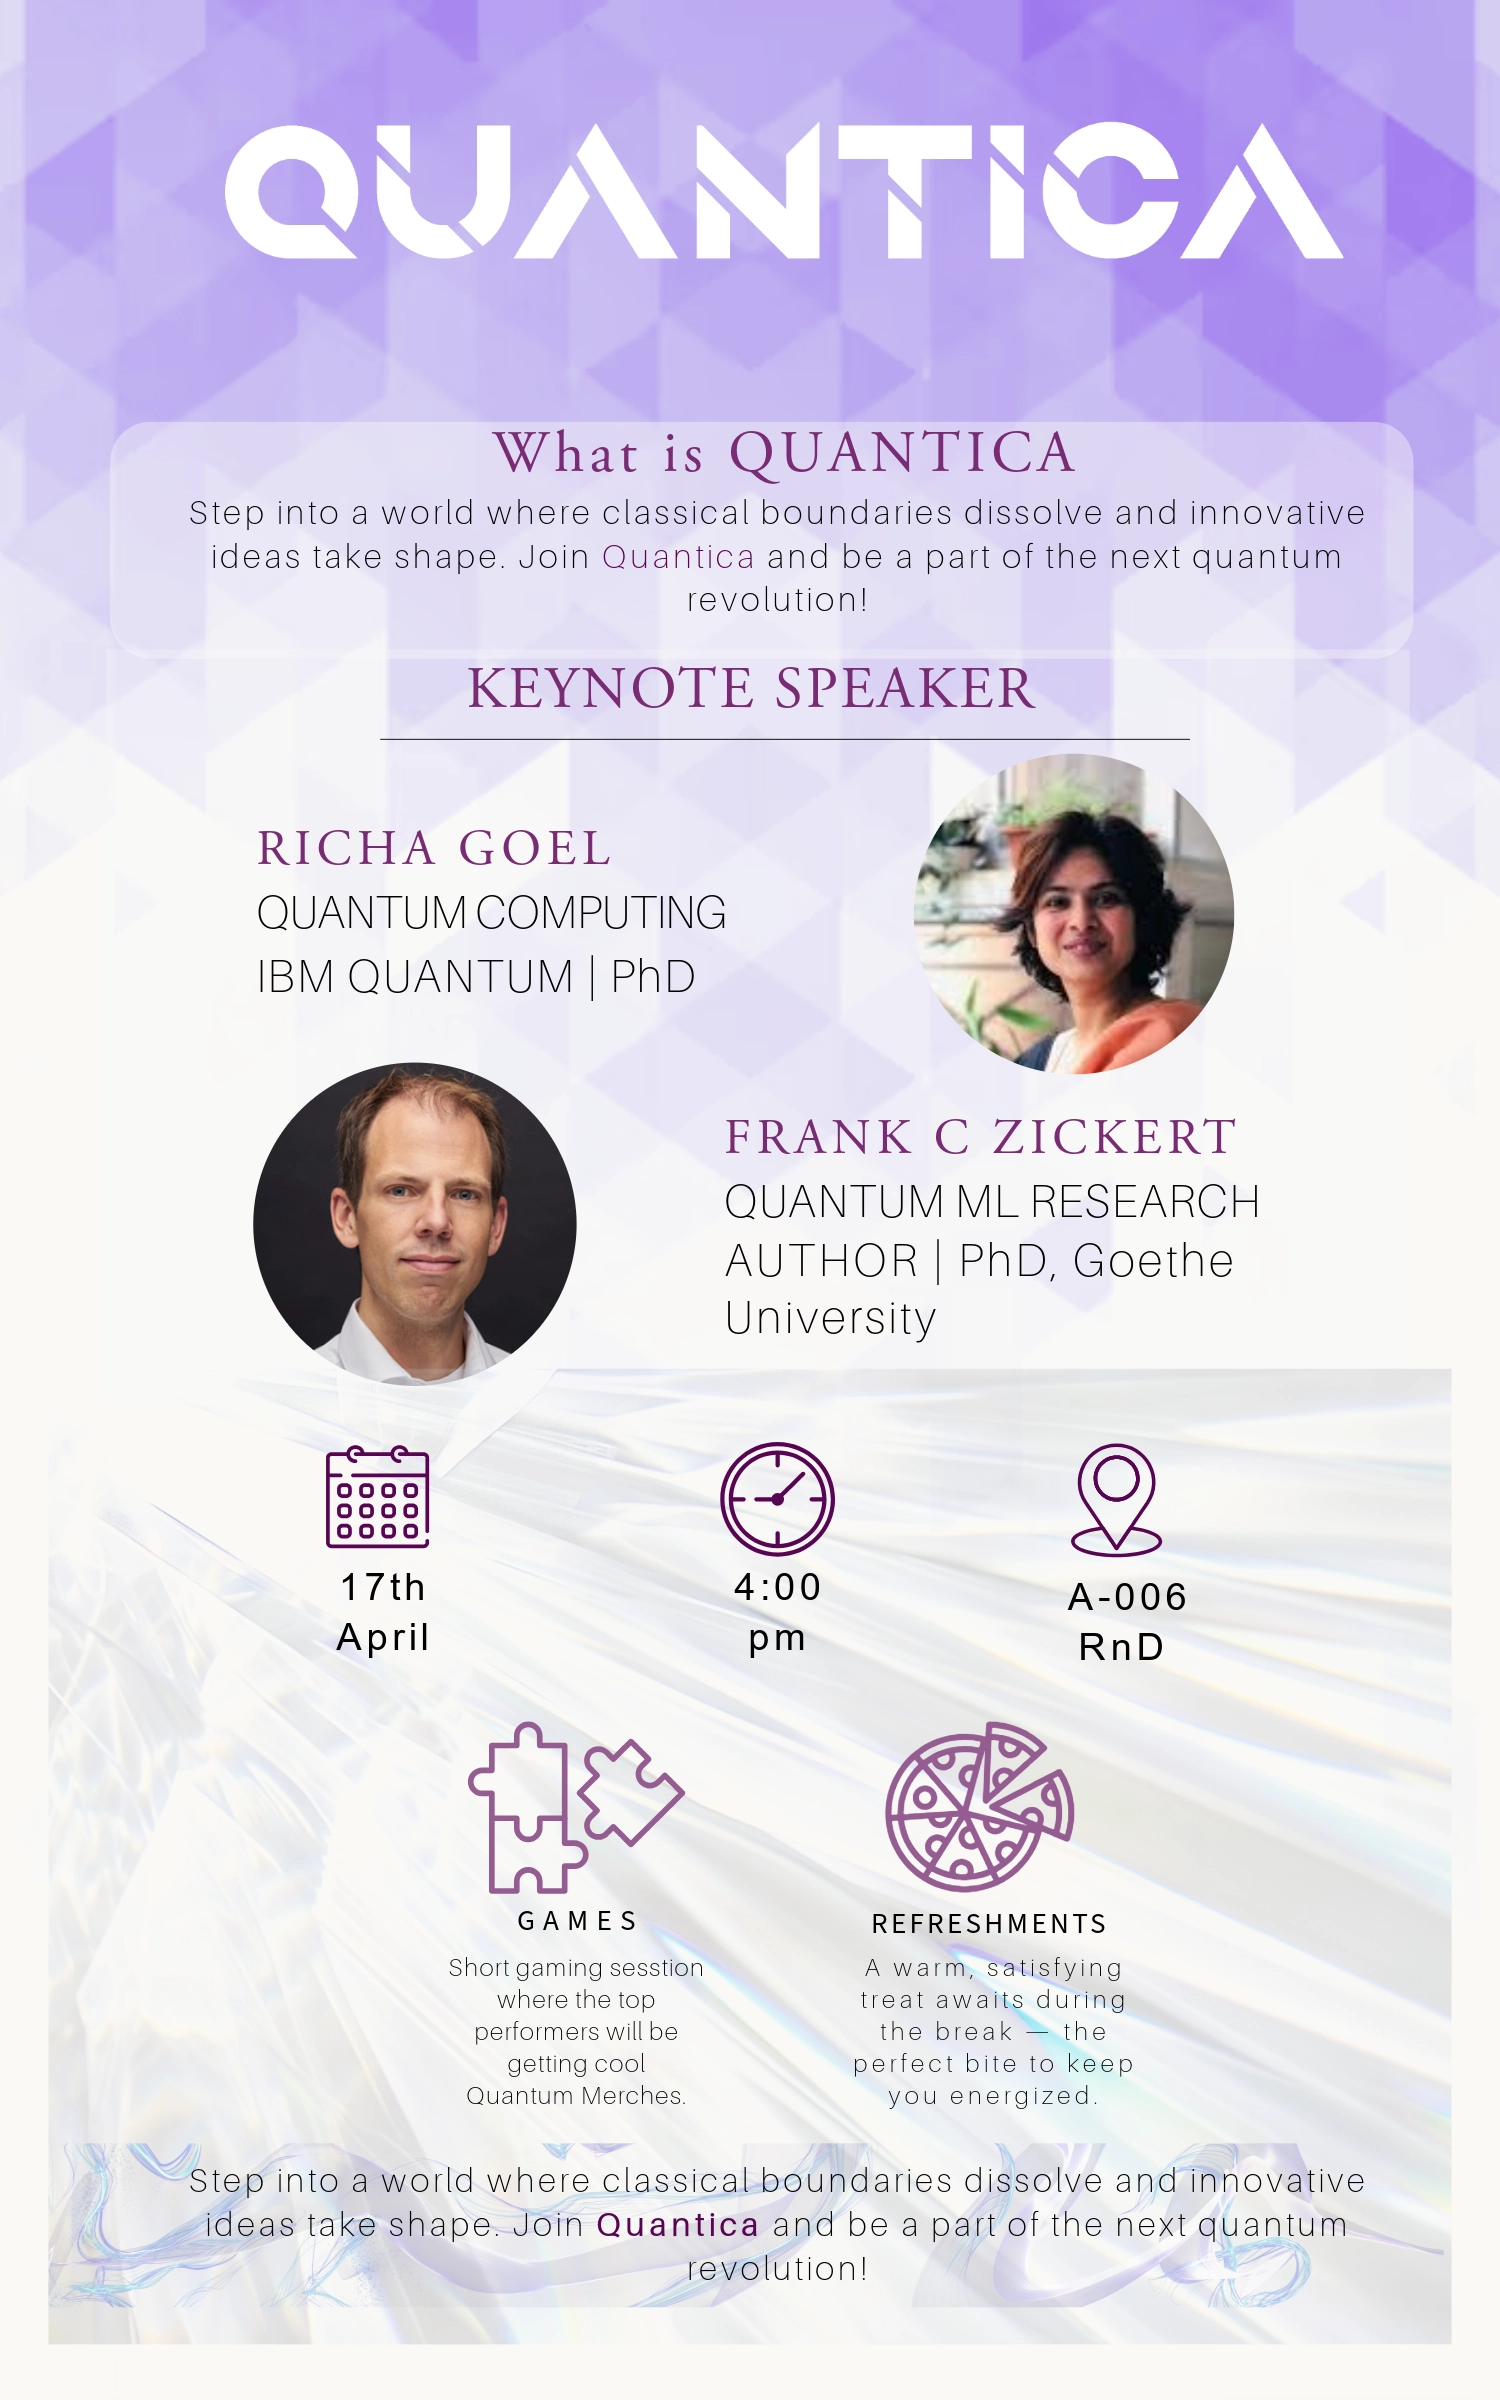 QUANTICA
What is QUANTICA
Step into a world where classical boundaries dissolve and innovative
ideas take shape. Join Quantica and be a part of the next quantum
revolution!
KEYNOTE SPEAKER
RICHA GOEL
QUANTUM COMPUTING
IBM QUANTUM | PhD
FRANK C ZICKERT
QUANTUM ML RESEARCH
AUTHOR | PhD, Goethe
University
17th
April
4:00
pm
A-006
RnD
GAMES
Short gaming sesstion
where the top
performers will be
getting cool
Quantum Merches.
REFRESHMENTS
A warm, satisfying
treat awaits during
the break — the
perfect bite to keep
you energized.
Step into a world where classical boundaries dissolve and innovative
ideas take shape. Join Quantica and be a part of the next quantum
revolution!